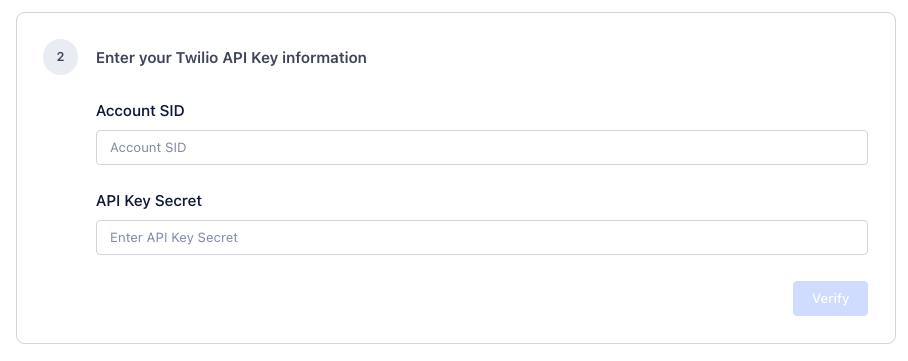 2
Enter your Twilio API Key information
Account SID
Account SID
API Key Secret
Enter API Key Secret
Verify